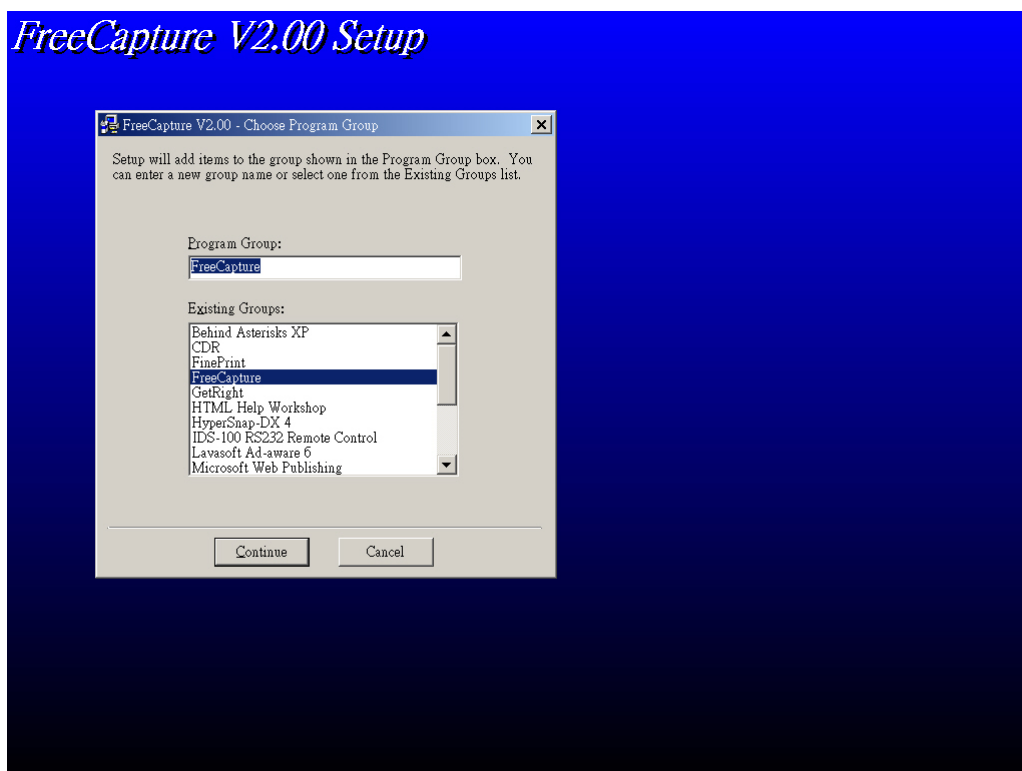 FreeCapture V2.00 Setup
FreeCapture V2.00 - Choose Program Group
Setup will add items to the group shown in the Program Group box. You
can enter a new group name or select one from the Existing Groups list.
Program Group:
FreeCapture
Existing Groups:
Behind Asterisks XP
CDR
FinePrint
FreeCapture
GetRight
HTML Help Workshop
HyperSnap-DX 4
IDS-100 RS232 Remote Control
Lavasoft Ad-aware 6
Microsoft Web Publishing
Continue
Cancel